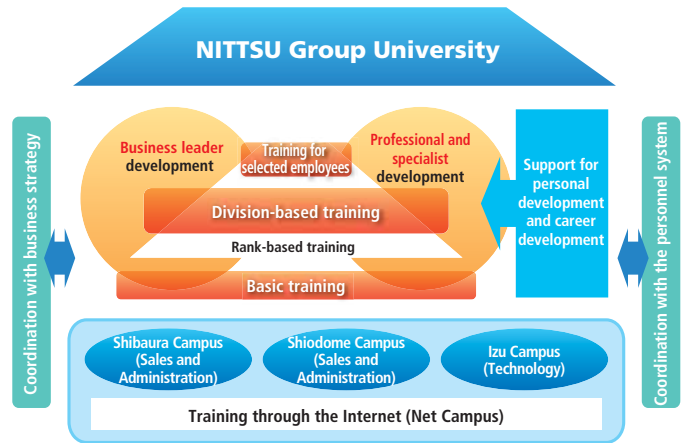 NITTSU Group University
Coordination with business strategy
Business leader
development
Training for
selected employees
Professional and
specialist
development
Division-based training
Rank-based training
Basic training
Support for
personal
development
and career
development
Coordination with the personnel system
Shibaura Campus
(Sales and
Administration)
Shiodome Campus
(Sales and
Administration)
Izu Campus
(Technology)
Training through the Internet (Net Campus)